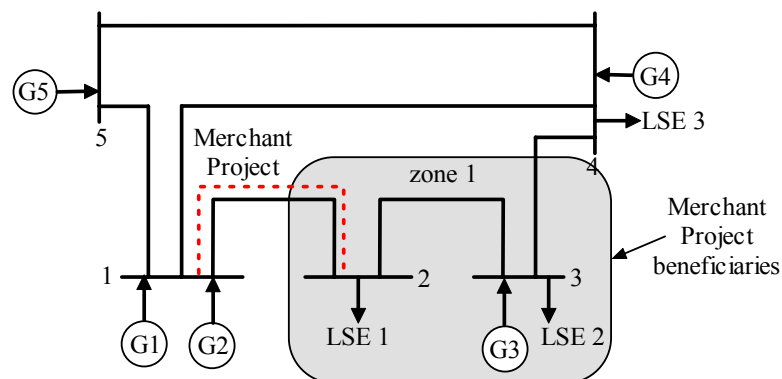 G5
G4
5
LSE 3
Merchant
Project
zone 1
4
Merchant
Project
beneficiaries
1
2
3
LSE 1
LSE 2
G1
G2
G3